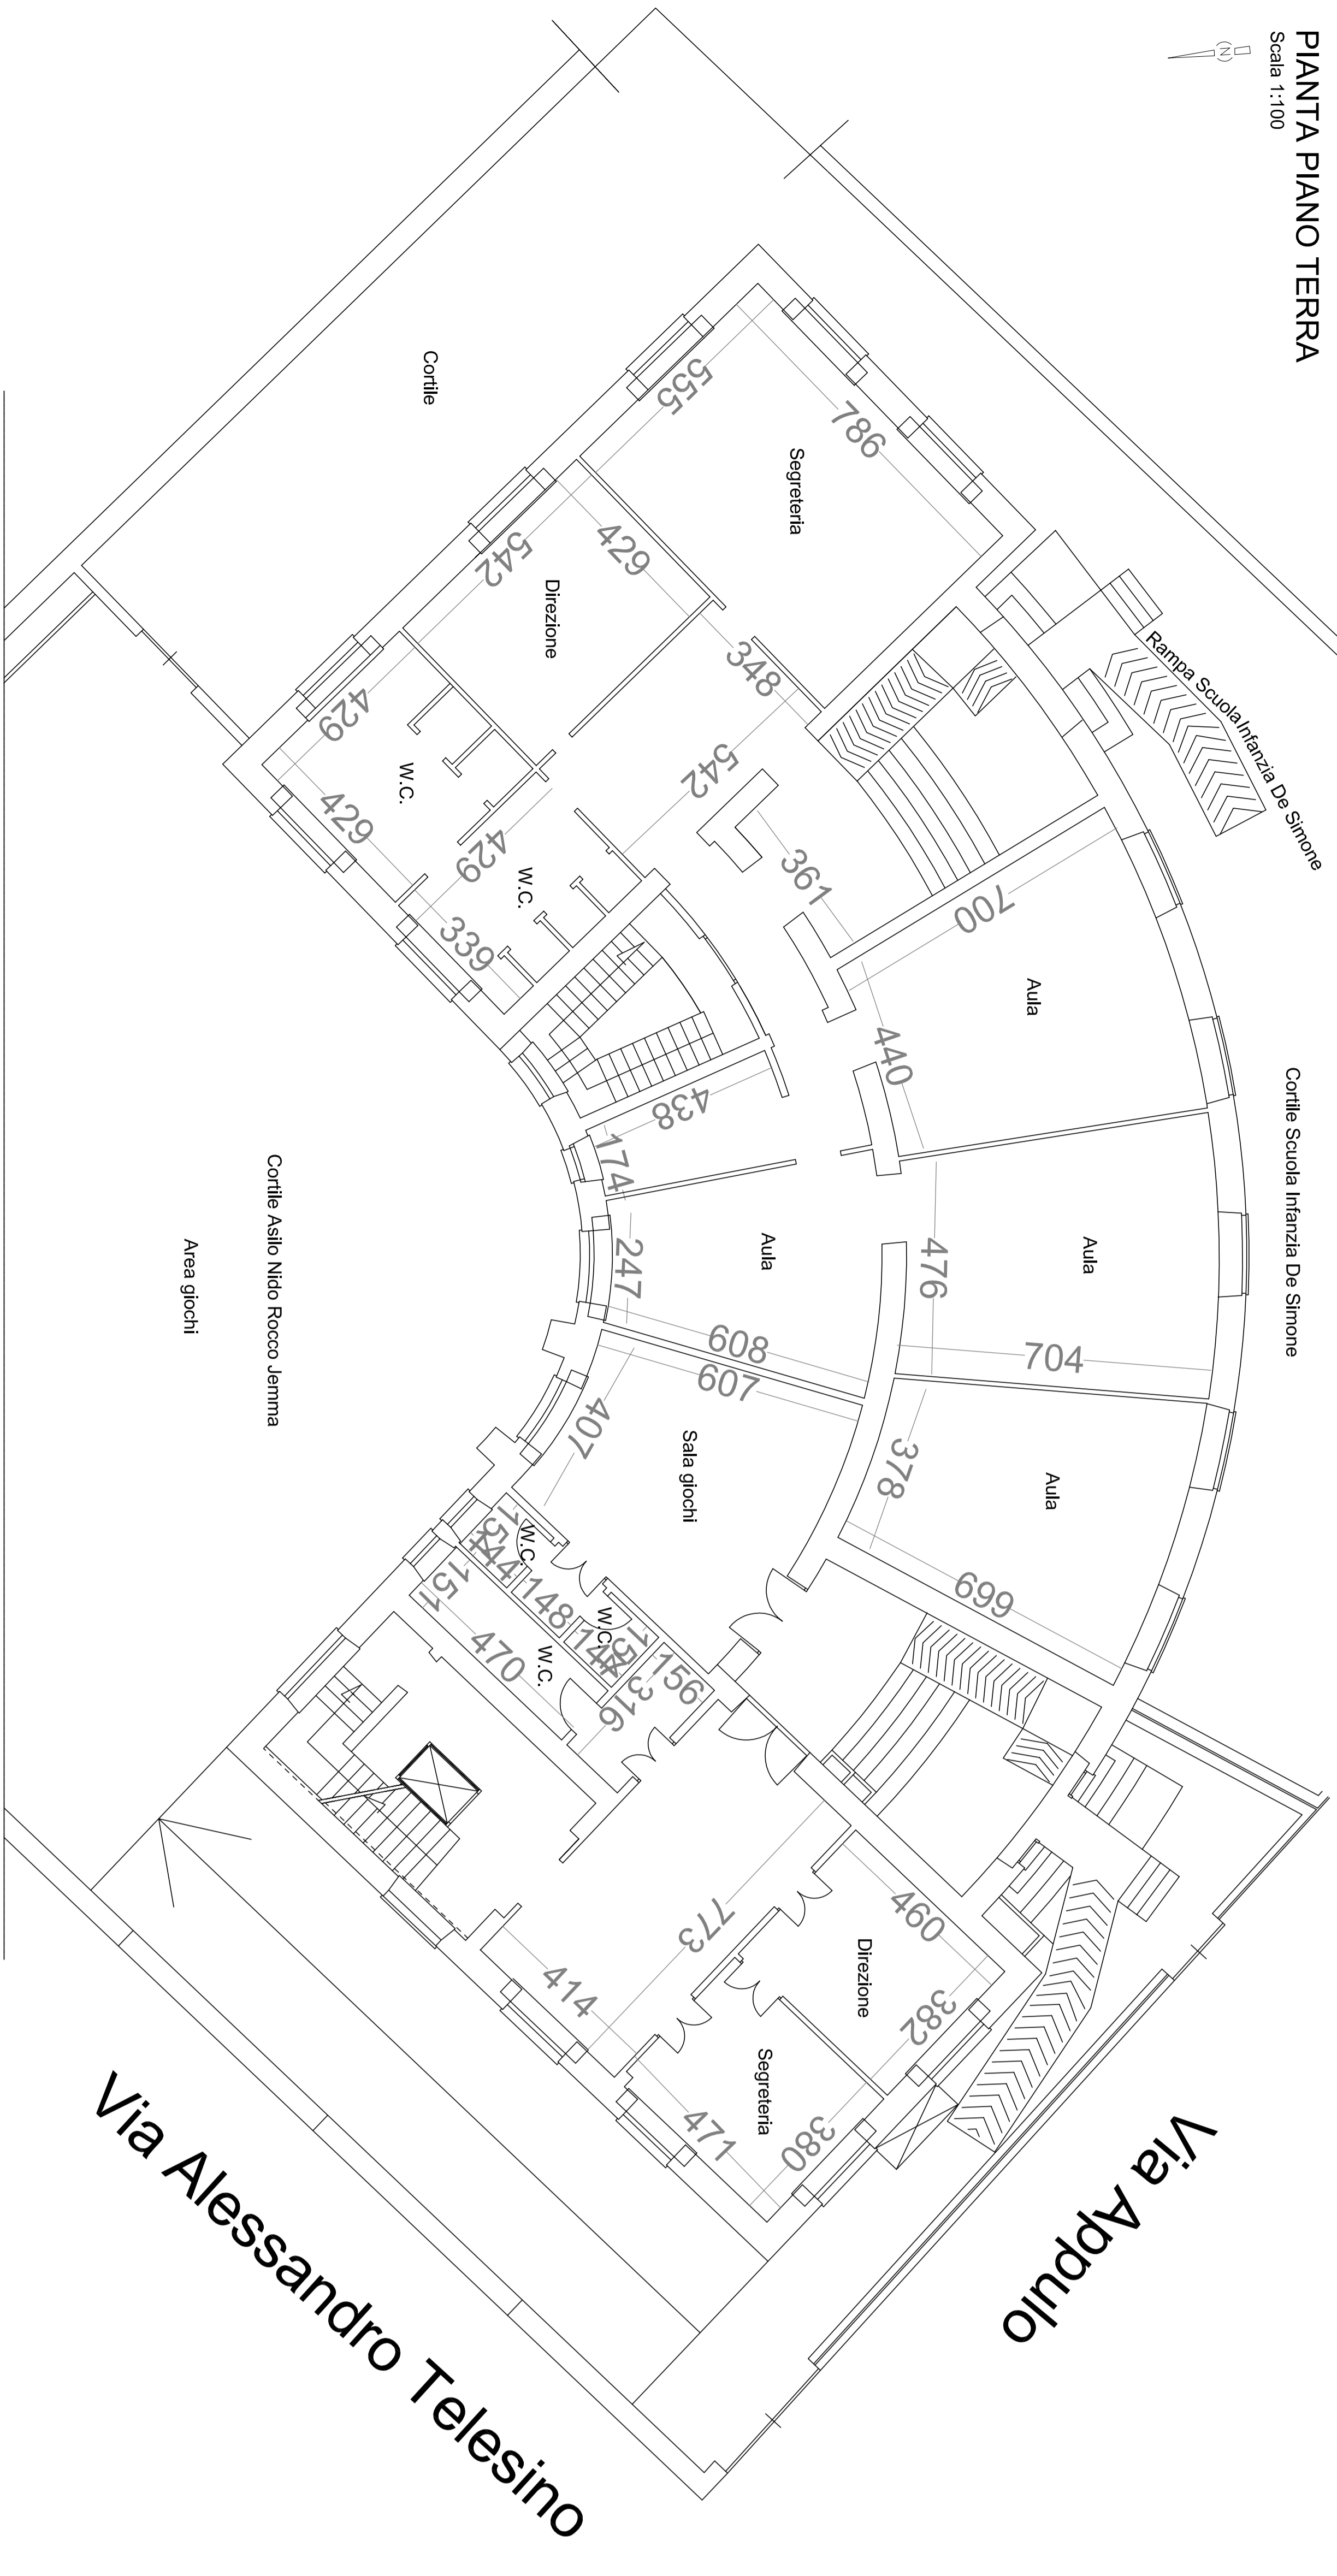 PIANTA PIANO TERRA
Scala 1:100
(N)
Rampa Scuola Infanzia De Simone
Cortile Scuola Infanzia De Simone
Via Appulo
Segreteria
786
555
Direzione
542
429
348
542
361
Cortile
W.C.
429
429
W.C.
429
339
Aula
700
440
Aula
476
704
Aula
378
699
438
174
Aula
247
608
607
Sala giochi
407
W.C.
151
144
148
W.C.
144
153
156
W.C.
151
470
316
773
414
Direzione
460
382
Segreteria
471
380
Cortile Asilo Nido Rocco Jemma
Area giochi
Via Alessandro Telesino